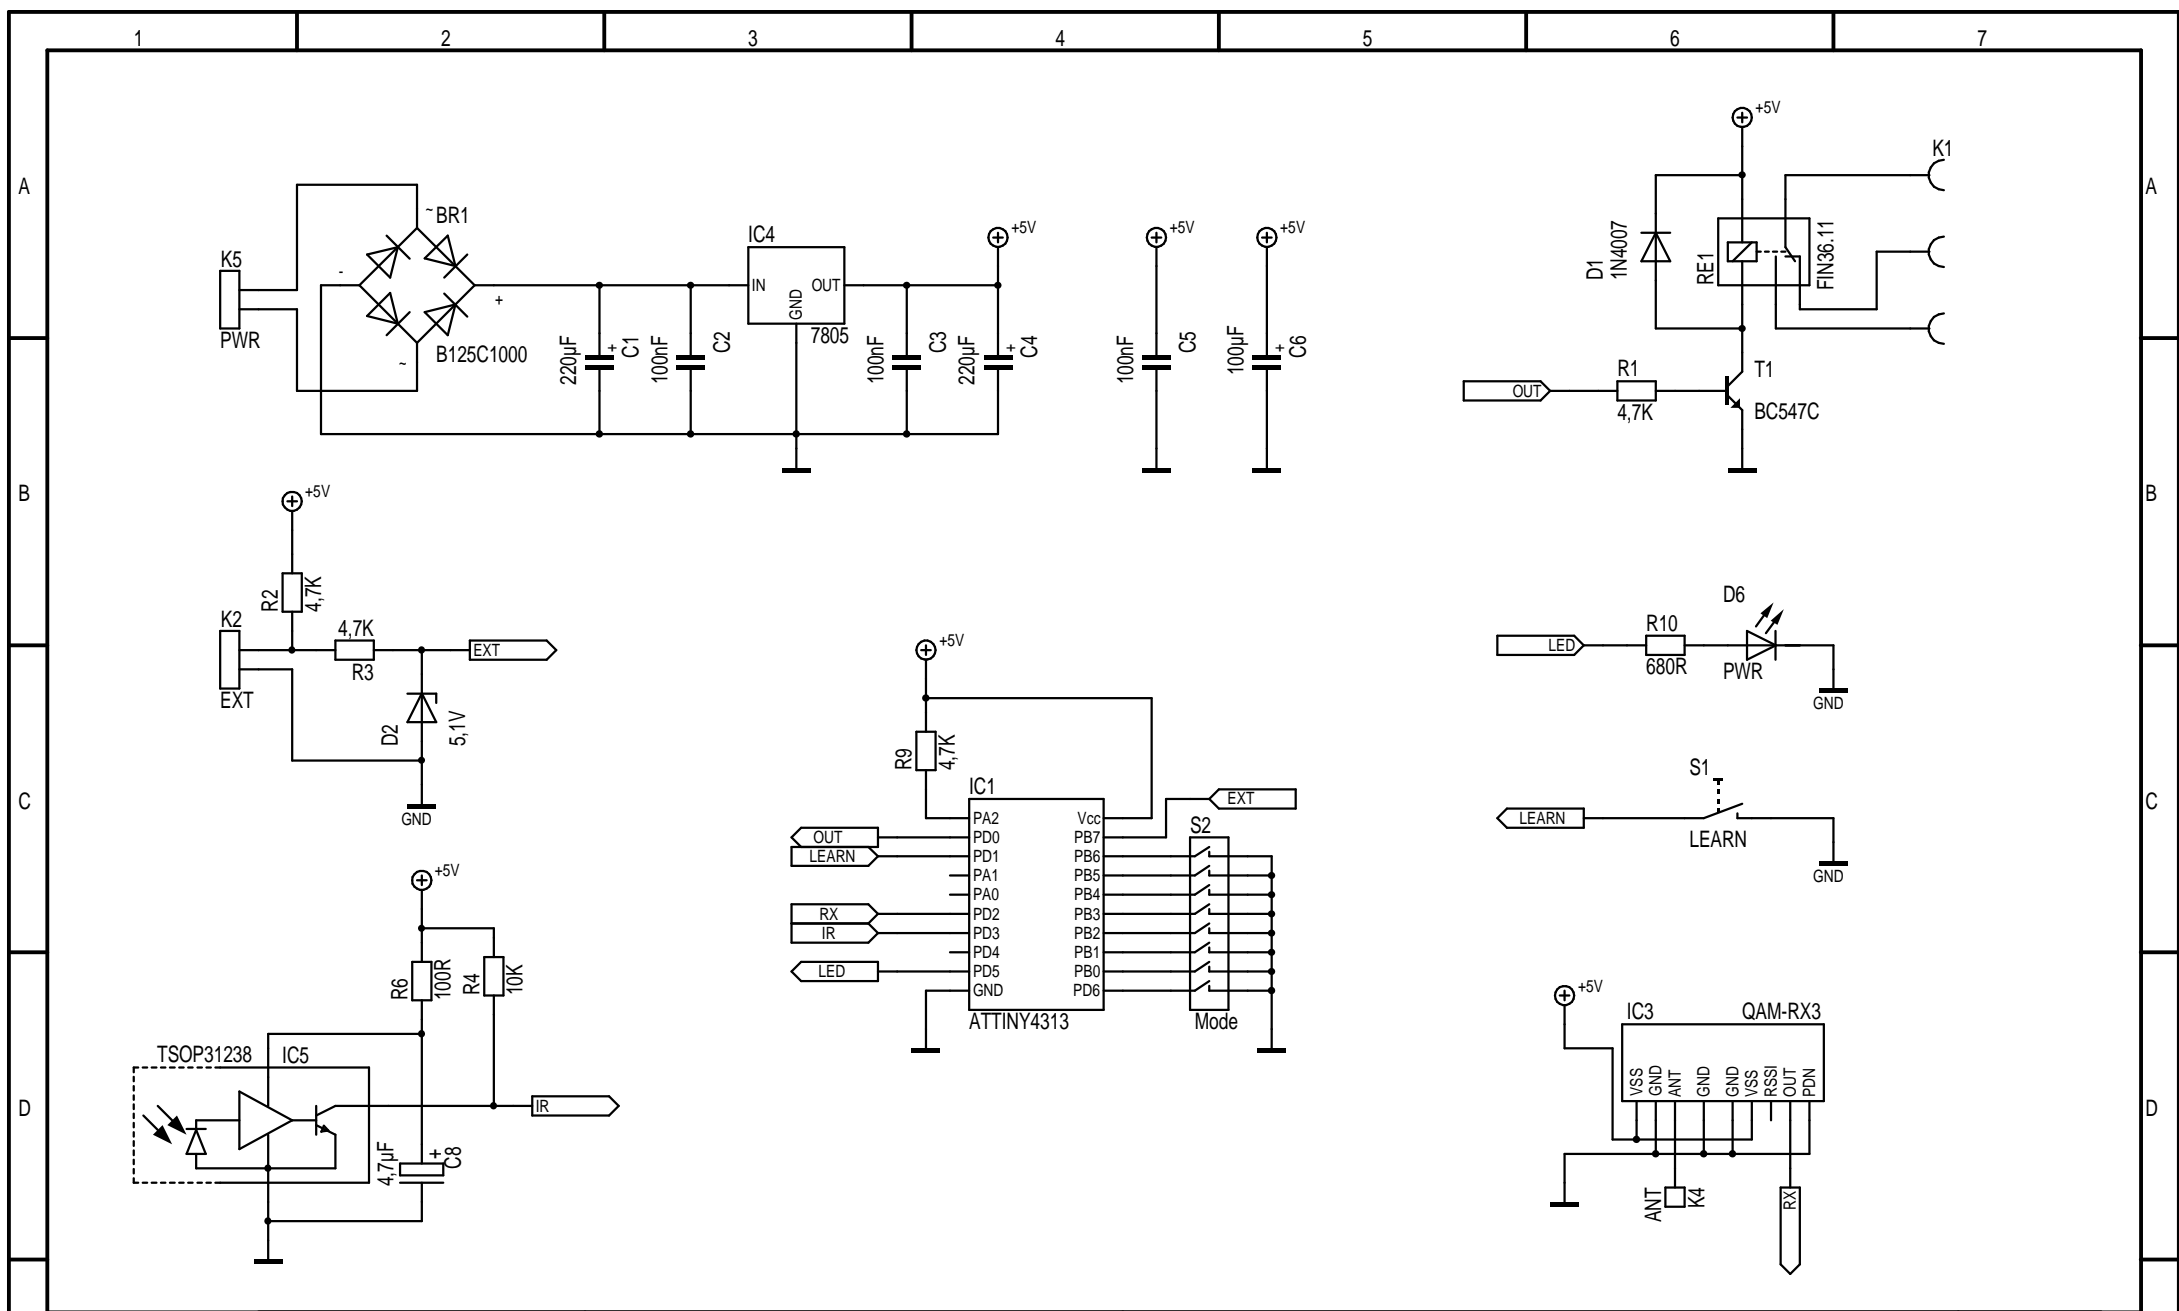 1 2 3 4 5 6 7
A A
B B
C C
D D
K5
PWR
~
BR1
-
+
~
B125C1000
220µF
+
C1
100nF
C2
IC4
IN
OUT
GND
7805
100nF
C3
+5V
220µF
+
C4
+5V
100nF
C5
+5V
100µF
+
C6
+5V
K1
D1
1N4007
RE1
FIN36.11
OUT
R1
4,7K
T1
BC547C
+5V
R2
4,7K
K2
EXT
4,7K
R3
EXT
D2
5,1V
GND
LED
R10
680R
D6
PWR
GND
+5V
R9
4,7K
IC1
PA2
PD0
PD1
PA1
PA0
PD2
PD3
PD4
PD5
GND
Vcc
PB7
PB6
PB5
PB4
PB3
PB2
PB1
PB0
PD6
ATTINY4313
OUT
LEARN
RX
IR
LED
EXT
S2
Mode
LEARN
S1
LEARN
GND
+5V
R6
100R
R4
10K
TSOP31238
IC5
IR
4,7µF
+
C8
+5V
IC3
QAM-RX3
VSS
GND
ANT
GND
GND
VSS
RSSI
OUT
PDN
ANT
K4
RX